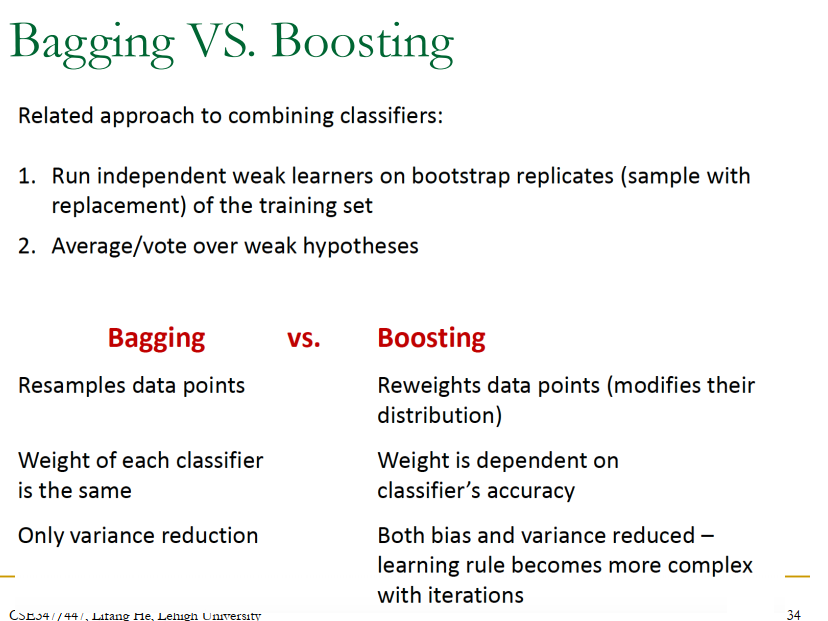 Bagging VS. Boosting
Related approach to combining classifiers:
1. Run independent weak learners on bootstrap replicates (sample with
replacement) of the training set
2. Average/vote over weak hypotheses
Bagging vs. Boosting
Resamples data points
Reweights data points (modifies their
distribution)
Weight of each classifier
is the same
Weight is dependent on
classifier's accuracy
Only variance reduction
Both bias and variance reduced –
learning rule becomes more complex
with iterations
CSE347/447, Lifang He, Lehigh University
34